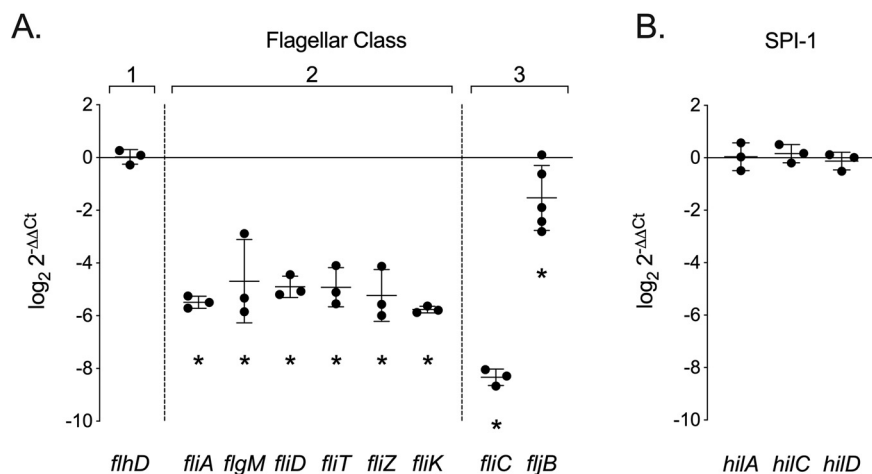 A.
Flagellar Class
1 2 3
log2 2-ΔΔCt
2
0
-2
-4
-6
-8
-10
* * * * * * * *
flhD fliA flgM fliD fliT fliZ fliK fliC fljB
B.
SPI-1
log2 2-ΔΔCt
2
0
-2
-4
-6
-8
-10
hilA hilC hilD